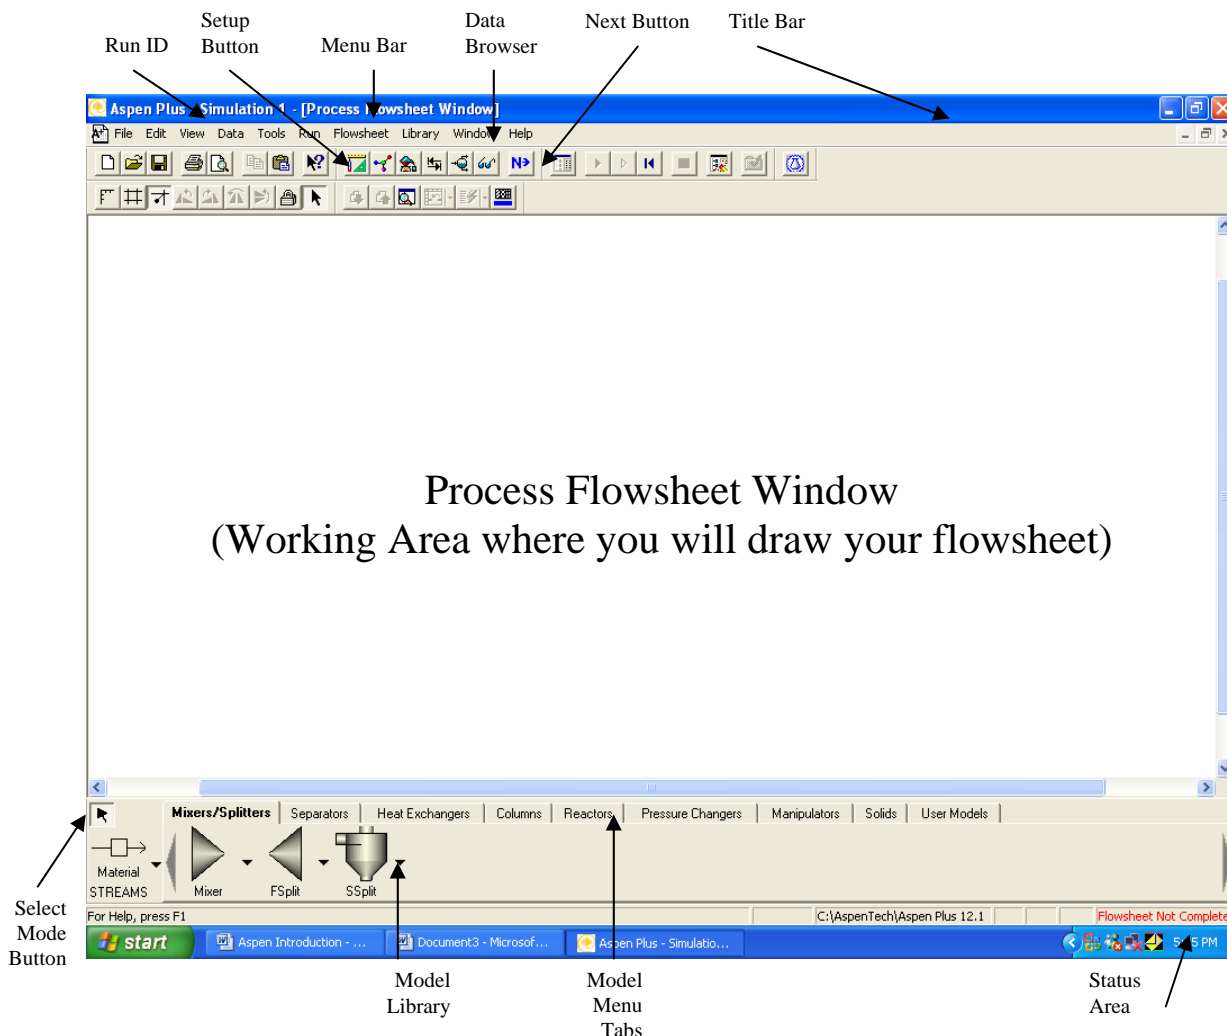 Setup
Button
Data
Browser
Next Button
Title Bar
Run ID
Menu Bar
Aspen Plus - Simulation 1 - [Process Flowsheet Window]
File Edit View Data Tools Run Flowsheet Library Window Help
N
Process Flowsheet Window
(Working Area where you will draw your flowsheet)
Mixers/Splitters Separators Heat Exchangers Columns Reactors Pressure Changers Manipulators Solids User Models
Material
STREAMS
Mixer
FSplit
SSplit
For Help, press F1
C:\AspenTech\Aspen Plus 12.1
Flowsheet Not Complete
start
Aspen Introduction - ...
Document3 - Microsof...
Aspen Plus - Simulatio...
PM
Select
Mode
Button
Model
Library
Model
Menu
Tabs
Status
Area